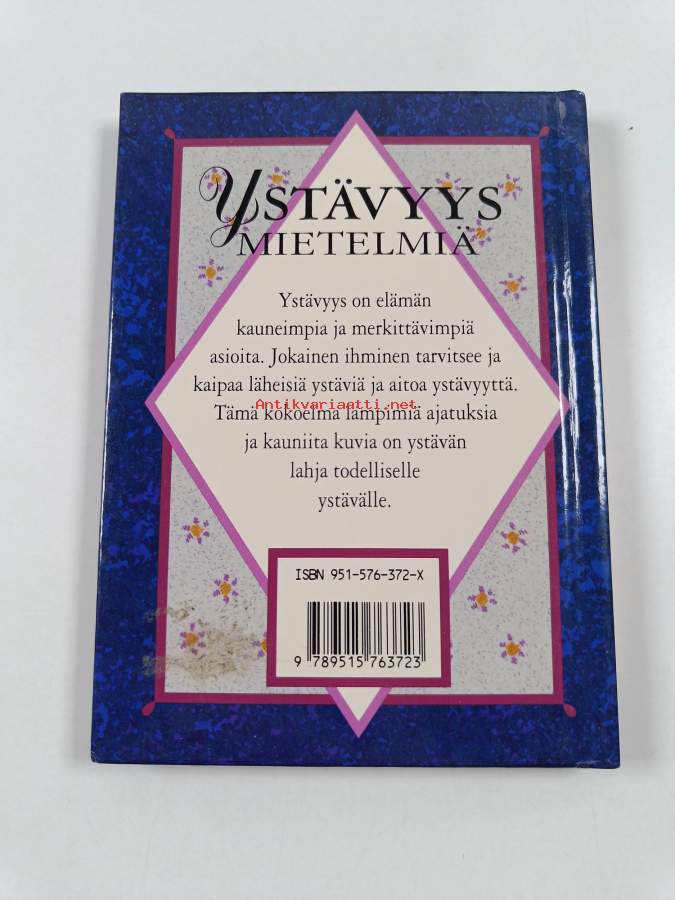 YSTÄVYYS
MIETELMIÄ
Ystävyys on elämän
kauneimpia ja merkittävimpiä
asioita. Jokainen ihminen tarvitsee ja
kaipaa läheisiä ystäviä ja aitoa ystävyyttä.
Antikvariaatti.net
Tämä kokoelma lämpimiä ajatuksia
ja kauniita kuvia on ystävän
lahja todelliselle
ystävälle.
ISBN 951-576-372-X
9 789515 763723